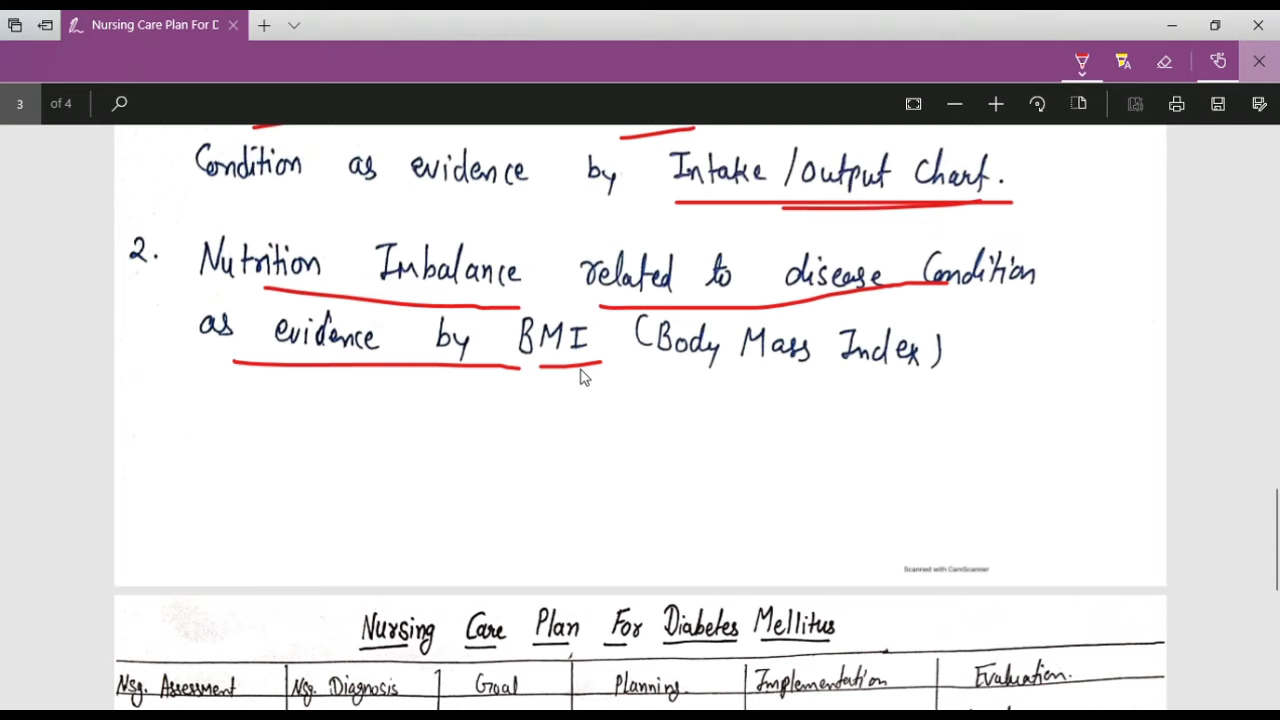 Nursing Care Plan For D
3 of 4
Condition as evidence by Intake /Output Chart.
2. Nutrition Imbalance related to disease Condition
as evidence by BMI (Body Mass Index)
Scanned with CamScanner
Nursing Care Plan For Diabetes Mellitus
Nsg. Assessment Nsg. Diagnosis Goal Planning. Implementation Evaluation.